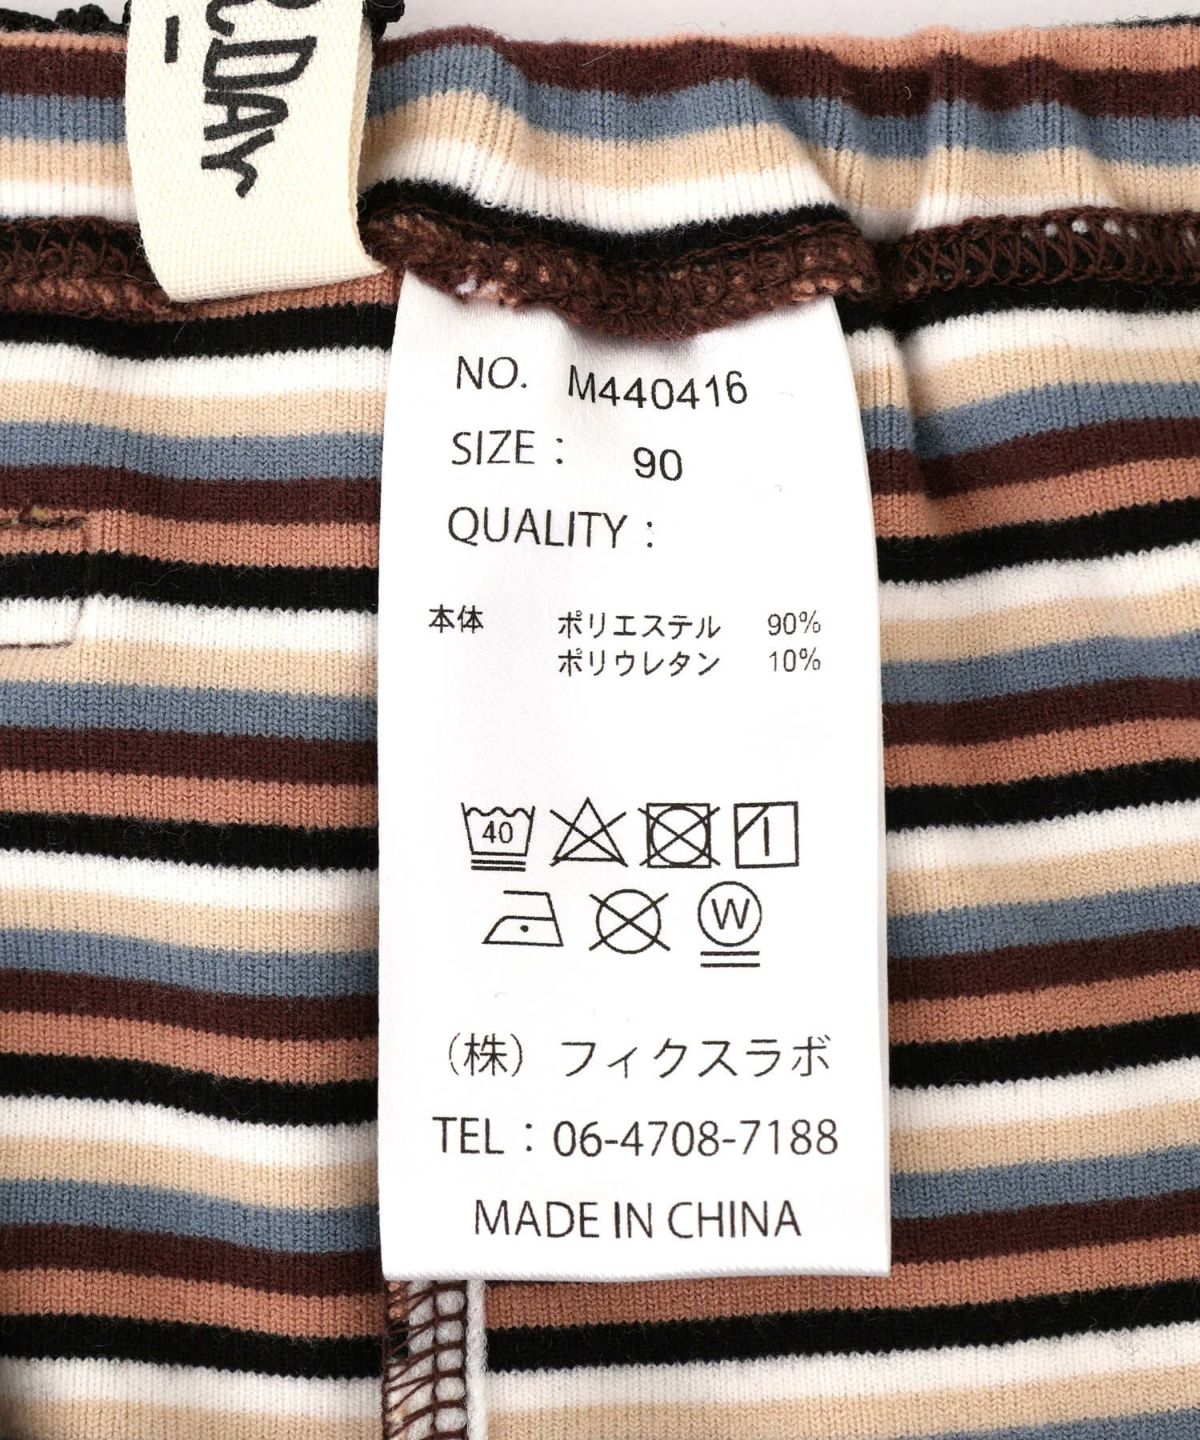 DAY
NO. M440416
SIZE : 90
QUALITY :
本体 ポリエステル 90%
ポリウレタン 10%
40
W
(株) フィクスラボ
TEL : 06-4708-7188
MADE IN CHINA